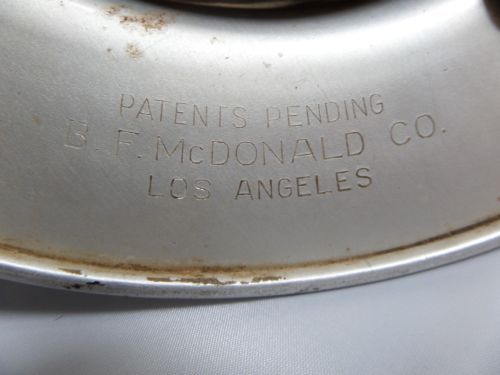 PATENTS PENDING
B.F. McDONALD CO.
LOS ANGELES